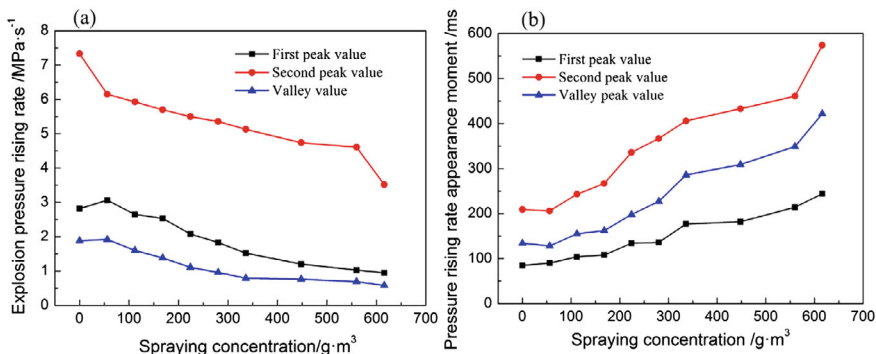 (a)
Explosion pressure rising rate /MPa·s⁻¹
8
7
6
5
4
3
2
1
0
First peak value
Second peak value
Valley value
0 100 200 300 400 500 600 700
Spraying concentration/g·m³
(b)
Pressure rising rate appearance moment /ms
600
500
400
300
200
100
0
First peak value
Second peak value
Valley peak value
0 100 200 300 400 500 600 700
Spraying concentration /g·m³